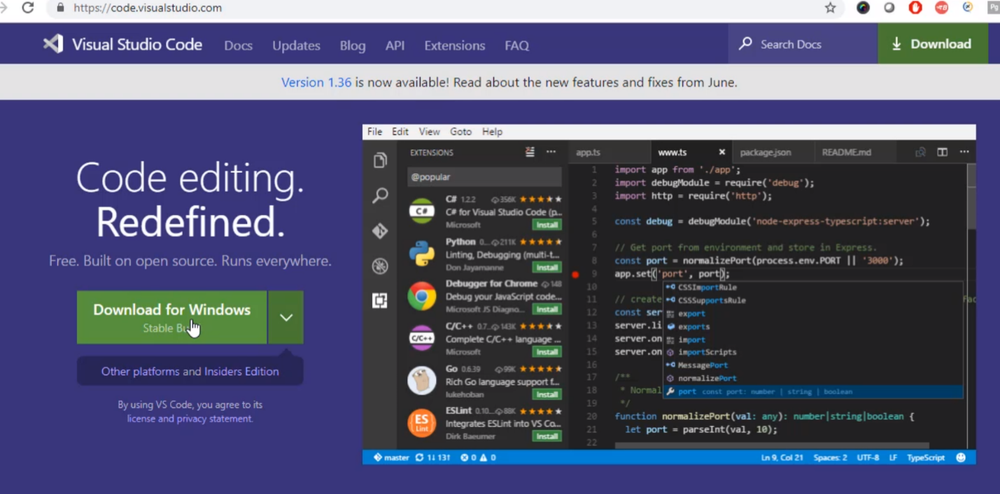 https://code.visualstudio.com
Pg
Visual Studio Code Docs Updates Blog API Extensions FAQ Search Docs Download
Version 1.36 is now available! Read about the new features and fixes from June.
Code editing.
Redefined.
Free. Built on open source. Runs everywhere.
Download for Windows
Stable
Other platforms and Insiders Edition
By using VS Code, you agree to its
license and privacy statement.
File Edit View Goto Help
EXTENSIONS
@popular
C# 1.2.2 356K
C#
C# for Visual Studio Code (p...
Microsoft Install
Python 0... 211K
Linting, Debugging (multi-t...
Don Jayamanne Install
Debugger for Chrome 148
Debug your JavaScript code...
Microsoft JS Diagno... Install
C/C++ 0.7... 143K
C/C++
Complete C/C++ language ...
Microsoft Install
Go 0.6.39 99K
Rich Go language support f...
lukehoban Install
ESLint 0.10... 88K
ES
Lint
Integrates ESLint into VS Co...
Dirk Baeumer Install
app.ts www.ts package.json README.md
1 import app from './app';
2 import debugModule = require('debug');
3 import http = require('http');
4
5 const debug = debugModule('node-express-typescript:server');
6
7 // Get port from environment and store in Express.
8 const port = normalizePort(process.env.PORT || '3000');
9 app.set('port', port);
10
11 // create
12 const ser
13 server.li
14 server.on
15 server.on
16
17 /**
18 * Normal
19 */
20 function normalizePort(val: any): number|string|boolean {
21 let port = parseInt(val, 10);
22
CSSImportRule
CSSSupportsRule
export
exports
import
importScripts
MessagePort
normalizePort
port const port: number | string | boolean
master 1↓ 13↑ 0 0 Ln 9, Col 21 Spaces: 2 UTF-8 LF TypeScript